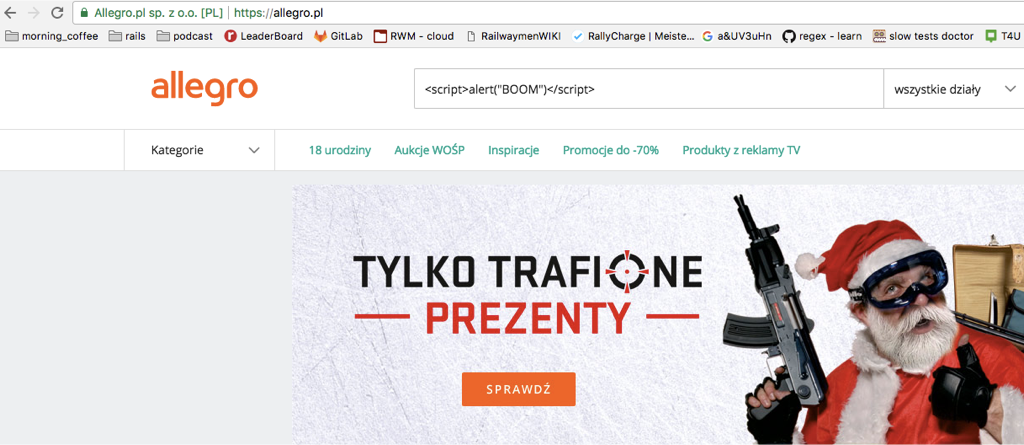 Allegro.pl sp. z o.o. [PL] https://allegro.pl
morning_coffee rails podcast LeaderBoard GitLab RWM - cloud RailwaymenWIKI RallyCharge | Meiste... a&UV3uHn regex - learn slow tests doctor T4U
allegro
<script>alert("BOOM")</script>
wszystkie działy
Kategorie
18 urodziny Aukcje WOŚP Inspiracje Promocje do -70% Produkty z reklamy TV
TYLKO TRAFIONE
PREZENTY
SPRAWDŹ